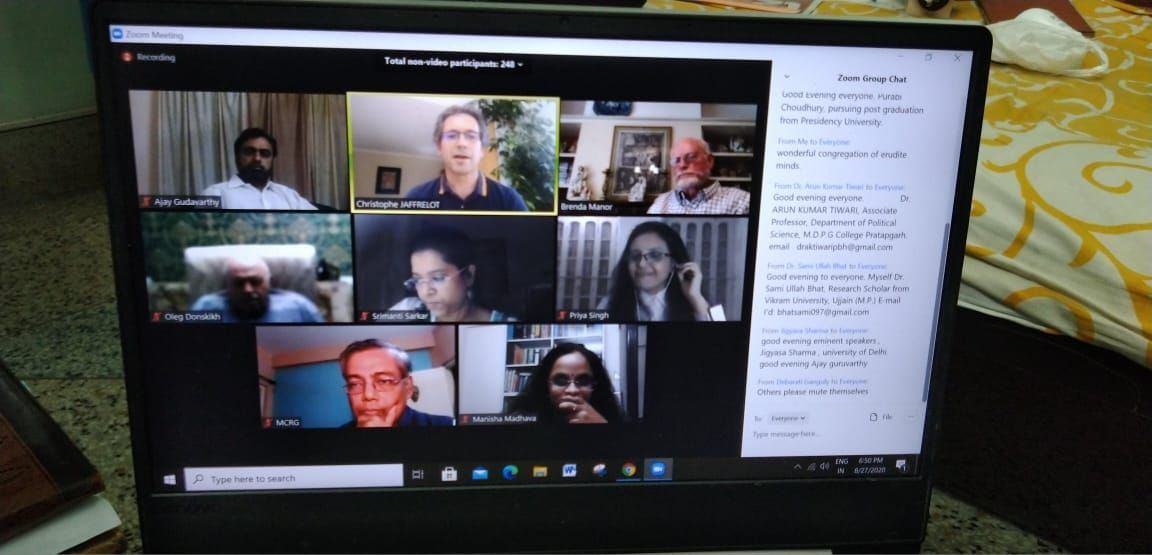 Zoom Meeting
Recording
Total non-video participants: 248
Ajay Gudavarthy
Christophe JAFFRELOT
Brenda Manor
Oleg Donskikh
Srimanti Sarkar
Priya Singh
MCRG
Manisha Madhava
Zoom Group Chat
Good Evening everyone. Purabi
Choudhury, pursuing post graduation
from Presidency University.
From Me to Everyone:
wonderful congregation of erudite
minds.
From Dr. Arun Kumar Tiwari to Everyone:
Good evening everyone. Dr.
ARUN KUMAR TIWARI, Associate
Professor, Department of Political
Science, M.D.P.G College Pratapgarh.
email draktiwaripbh@gmail.com
From Dr. Sami Ullah Bhat to Everyone:
Good evening to everyone. Myself Dr.
Sami Ullah Bhat, Research Scholar from
Vikram University, Ujjain (M.P.) E-mail
I'd: bhatsami097@gmail.com
From Jigyasa Sharma to Everyone:
good evening eminent speakers ,
Jigyasa Sharma , university of Delhi
good evening Ajay guruvarthy
From Debarati Ganguly to Everyone:
Others please mute themselves
To: Everyone
File
Type message here...
Type here to search
ENG
IN
6:50 PM
8/27/2020